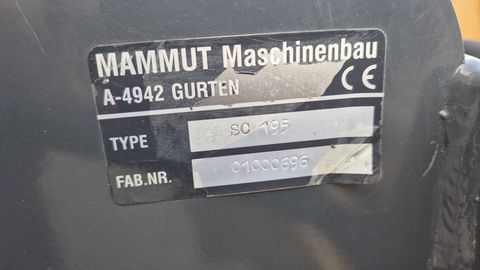 MAMMUT Maschinenbau
A-4942 GURTEN
CE
TYPE SC 195
FAB.NR. 01000696